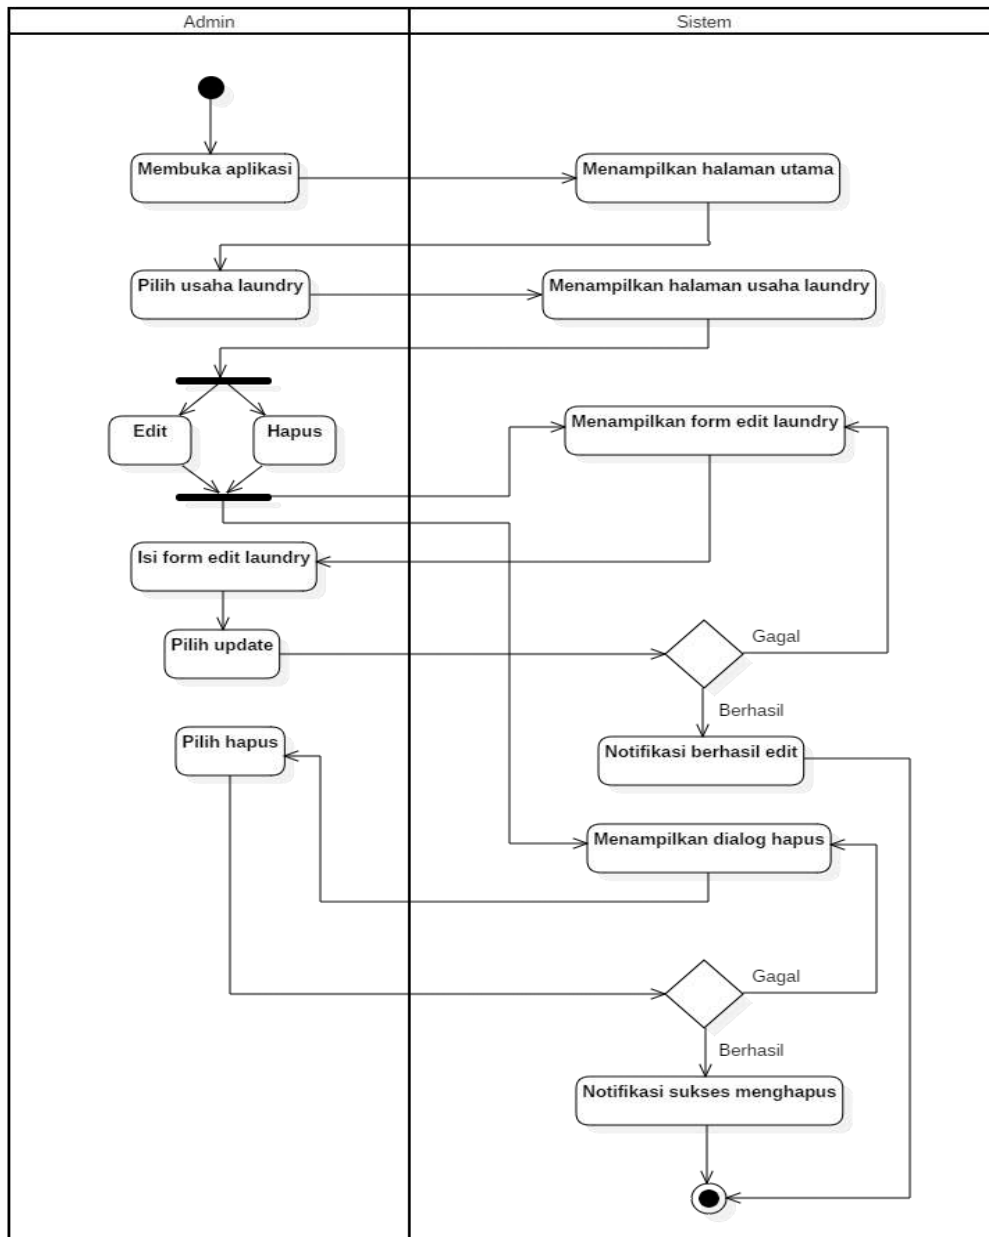 Admin
Sistem
Membuka aplikasi
Menampilkan halaman utama
Pilih usaha laundry
Menampilkan halaman usaha laundry
Edit
Hapus
Menampilkan form edit laundry
Isi form edit laundry
Pilih update
Gagal
Berhasil
Pilih hapus
Notifikasi berhasil edit
Menampilkan dialog hapus
Gagal
Berhasil
Notifikasi sukses menghapus